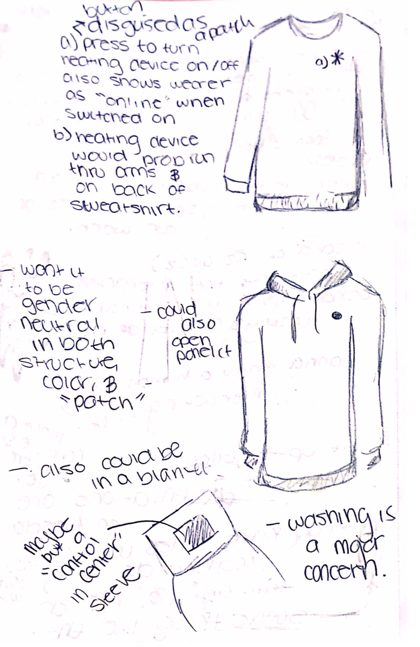 button
disguised as
a patch
a) press to turn
heating device on/off
also shows wearer
as "online" when
switched on
b) heating device
would prob run
thru arms &
on back of
sweatshirt.
a) *
- want it
to be
gender
neutral
in both
structure,
color, &
"patch"
- could
also
open
panel it
-
- also could be
in a blanket
maybe
put a
"control
center"
in
sleeve
- washing is
a major
concern.